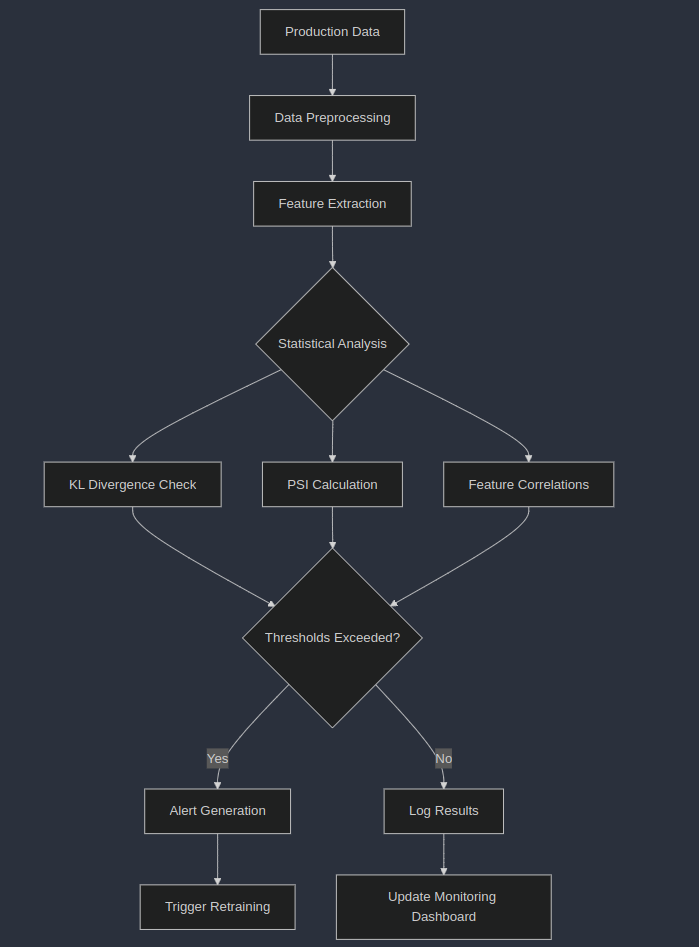 Production Data
Data Preprocessing
Feature Extraction
Statistical Analysis
KL Divergence Check
PSI Calculation
Feature Correlations
Thresholds Exceeded?
Yes
No
Alert Generation
Log Results
Trigger Retraining
Update Monitoring
Dashboard